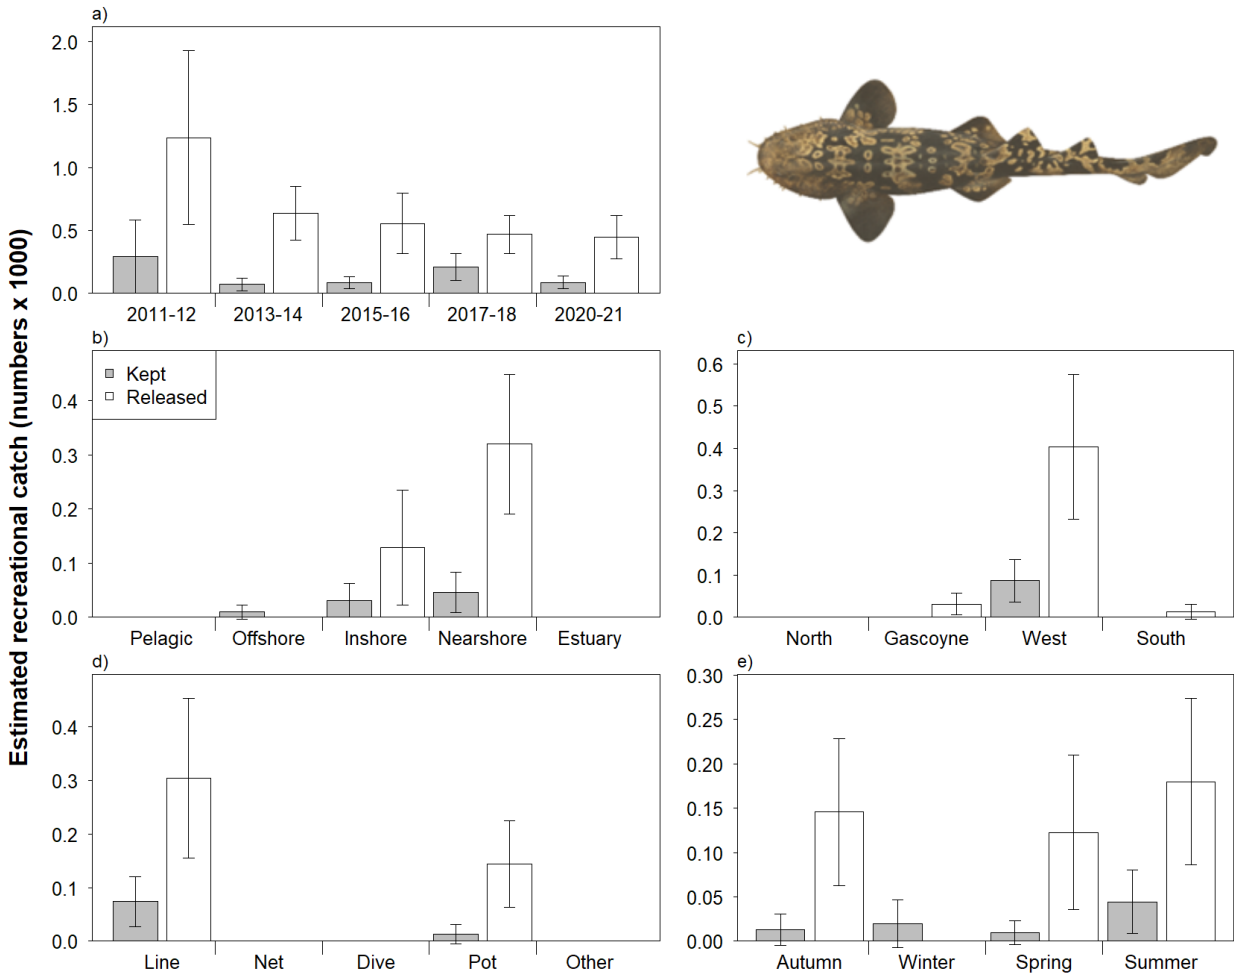 Estimated recreational catch (numbers x 1000)
a)
2.0
1.5
1.0
0.5
0.0
2011-12 2013-14 2015-16 2017-18 2020-21
b)
Kept
Released
0.4
0.3
0.2
0.1
0.0
Pelagic Offshore Inshore Nearshore Estuary
c)
0.6
0.5
0.4
0.3
0.2
0.1
0.0
North Gascoyne West South
d)
0.4
0.3
0.2
0.1
0.0
Line Net Dive Pot Other
e)
0.30
0.25
0.20
0.15
0.10
0.05
0.00
Autumn Winter Spring Summer